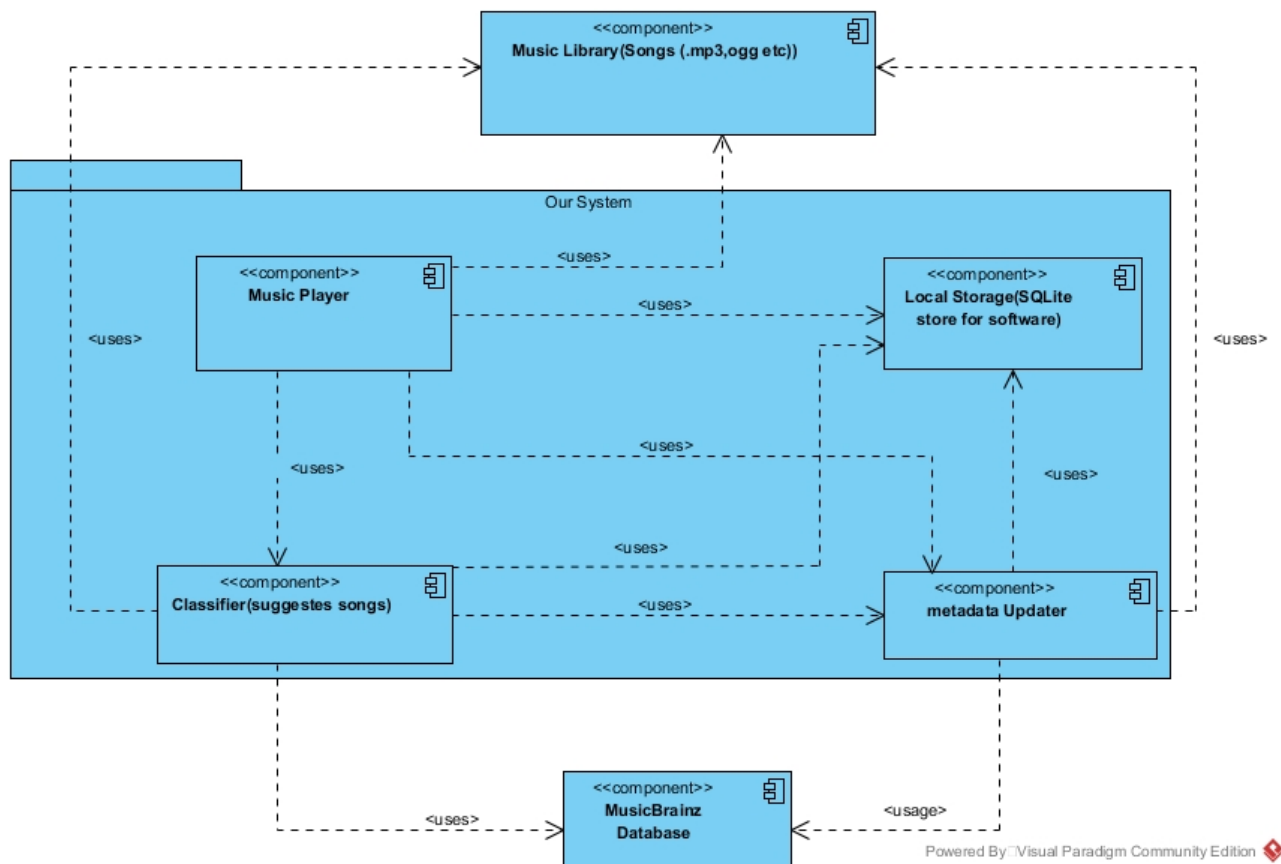 <<component>>
Music Library(Songs (.mp3,ogg etc))
Our System
<<component>>
Music Player
<uses>
<<component>>
Local Storage(SQLite
store for software)
<uses>
<uses>
<uses>
<uses>
<uses>
<uses>
<uses>
<<component>>
Classifier(suggestes songs)
<uses>
<<component>>
metadata Updater
<<component>>
MusicBrainz
Database
<uses>
<usage>
Powered By Visual Paradigm Community Edition